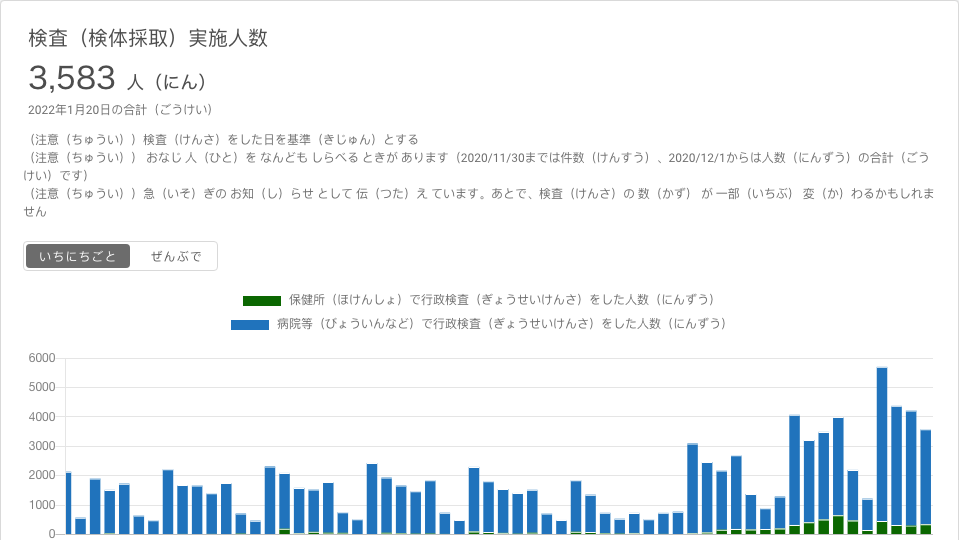 検査（検体採取）実施人数
3,583 人（にん）
2022年1月20日の合計（ごうけい）
（注意（ちゅうい））検査（けんさ）をした日を基準（きじゅん）とする
（注意（ちゅうい）） おなじ 人（ひと）を なんども しらべる ときが あります（2020/11/30までは件数（けんすう）、2020/12/1からは人数（にんずう）の合計（ごう
けい）です）
（注意（ちゅうい））急（いそ）ぎの お知（し）らせ として 伝（つた）え ています。あとで、検査（けんさ）の 数（かず） が 一部（いちぶ） 変（か）わるかもしれま
せん
いちにちごと ぜんぶで
保健所（ほけんしょ）で行政検査（ぎょうせいけんさ）をした人数（にんずう）
病院等（びょういんなど）で行政検査（ぎょうせいけんさ）をした人数（にんずう）
6000
5000
4000
3000
2000
1000
0